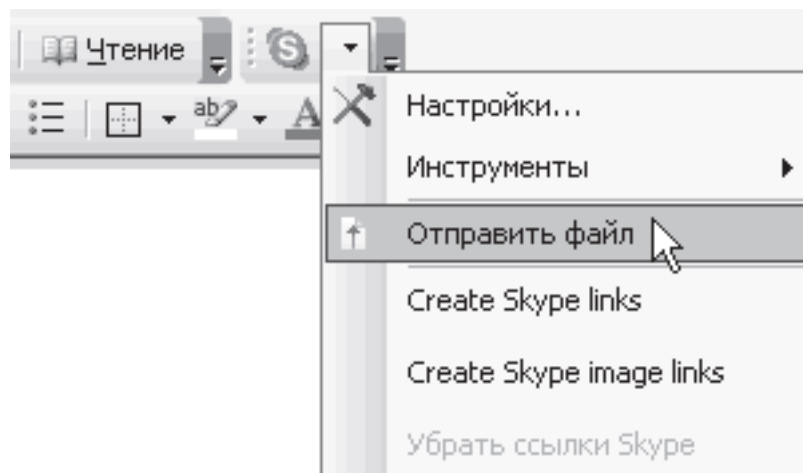 Чтение
Настройки...
Инструменты
Отправить файл
Create Skype links
Create Skype image links
Убрать ссылки Skype